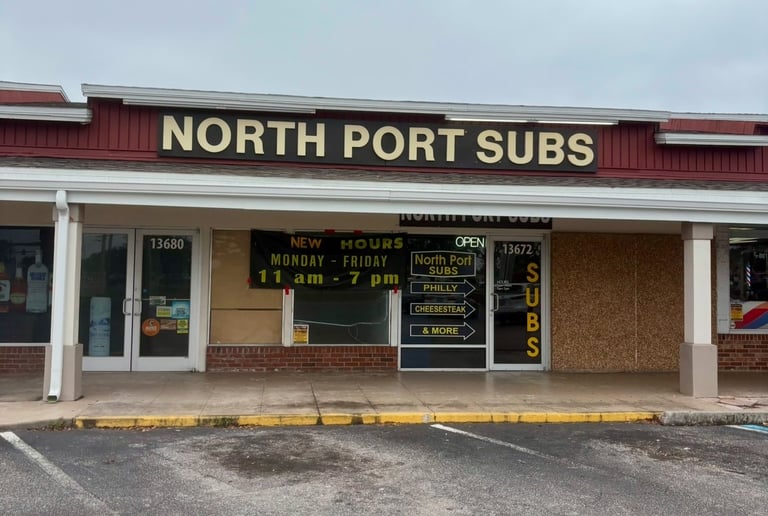 NORTH PORT SUBS
NORTH PORT SUBS
13680
NEW HOURS
MONDAY - FRIDAY
11 am - 7 pm
OPEN
North Port
SUBS
PHILLY
CHEESESTEAK
& MORE
13672
SUBS